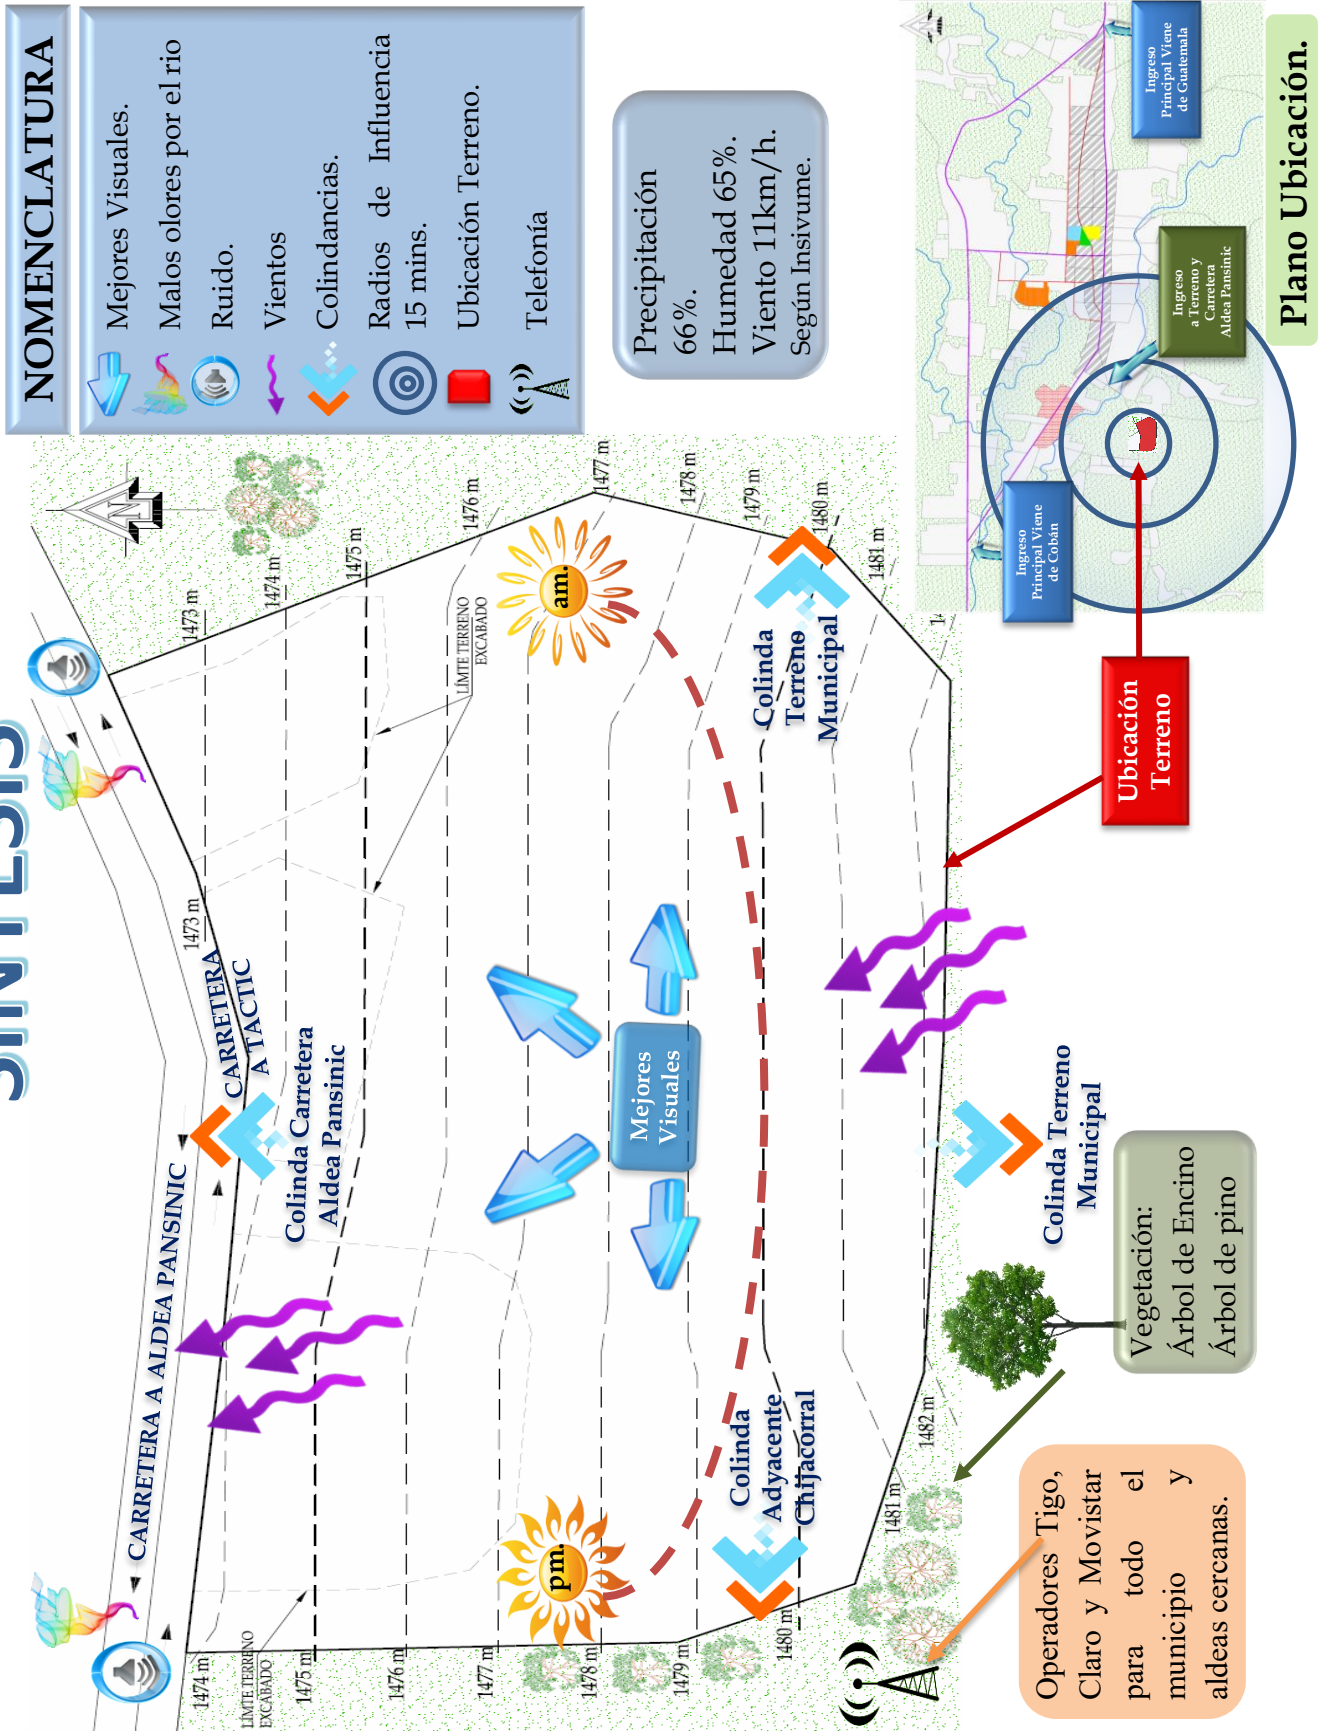 SINTESIS
NOMENCLATURA
Mejores Visuales.
Malos olores por el rio
Ruido.
Vientos
Colindancias.
Radios de Influencia
15 mins.
Ubicación Terreno.
Telefonía
Precipitación
66%.
Humedad 65%.
Viento 11km/h.
Según Insivume.
CARRETERA A ALDEA PANSINIC
CARRETERA
A TACTIC
Colinda Carretera
Aldea Pansinic
N
1473 m
1473 m
1474 m
1475 m
1476 m
1477 m
1478 m
1479 m
1480 m
1481 m
LÍMTE TERRENO
EXCABADO
am.
Colinda
Terreno
Municipal
Mejores
Visuales
pm.
Colinda
Adyacente
Chijacorral
1474 m
LÍMTE TERRENO
EXCABADO
1475 m
1476 m
1477 m
1478 m
1479 m
1480 m
1481 m
1482 m
Colinda Terreno
Municipal
Vegetación:
Árbol de Encino
Árbol de pino
Operadores Tigo,
Claro y Movistar
para todo el
municipio y
aldeas cercanas.
Ubicación
Terreno
Ingreso
Principal Viene
de Cobán
Ingreso
a Terreno y
Carretera
Aldea Pansinic
Ingreso
Principal Viene
de Guatemala
Plano Ubicación.